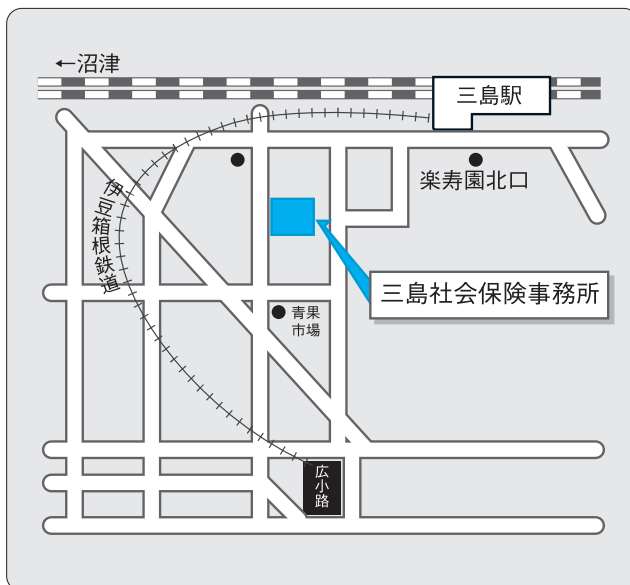 ←沼津
三島駅
楽寿園北口
伊豆箱根鉄道
三島社会保険事務所
青果
市場
広小路